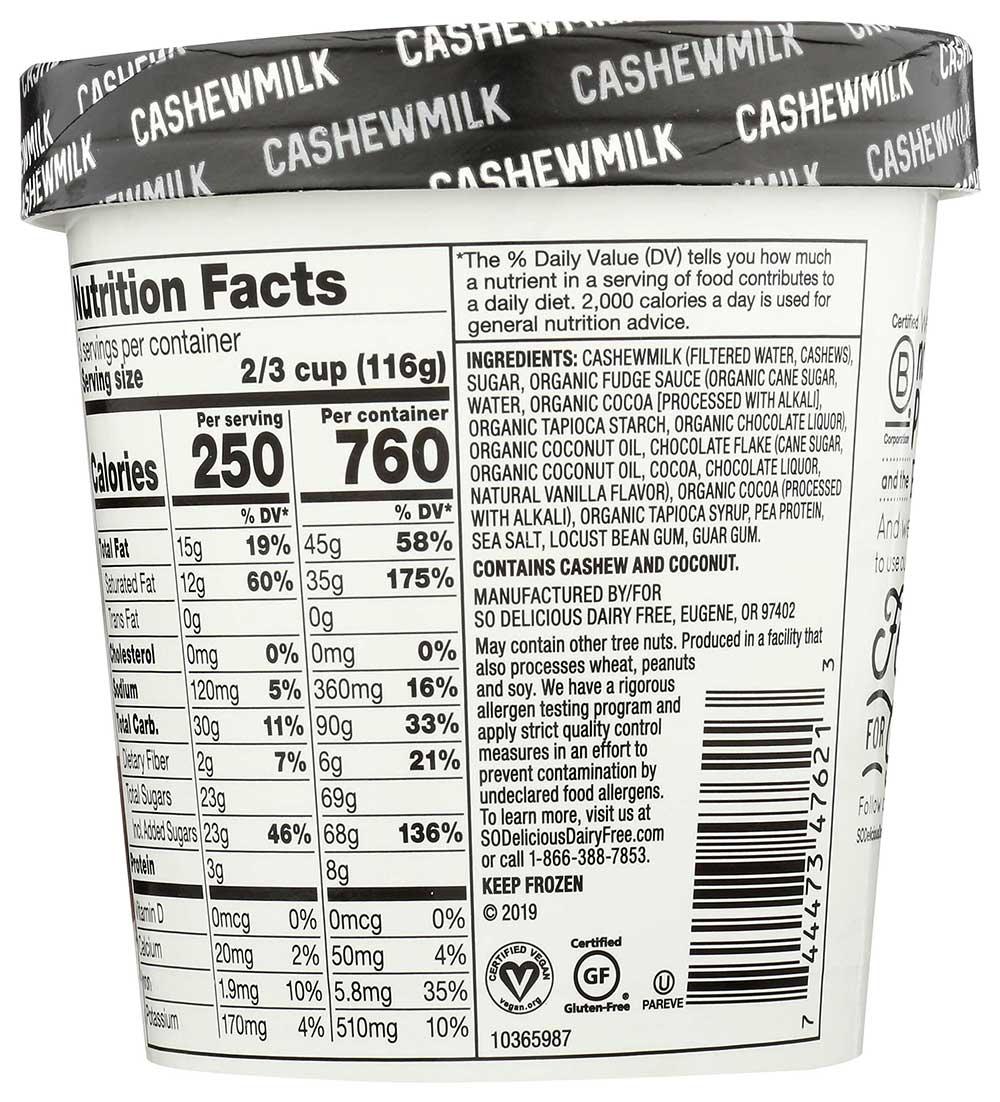 CASHEWMILK
CASHEWMILK
CASHEWMILK
CASHEWMILK
CASHEWMILK
CASHEWMILK
Nutrition Facts
servings per container
Serving size 2/3 cup (116g)
Per serving Per container
Calories 250 760
% DV* % DV*
Total Fat 15g 19% 45g 58%
Saturated Fat 12g 60% 35g 175%
Trans Fat 0g 0g
Cholesterol 0mg 0% 0mg 0%
Sodium 120mg 5% 360mg 16%
Total Carb. 30g 11% 90g 33%
Dietary Fiber 2g 7% 6g 21%
Total Sugars 23g 69g
Incl. Added Sugars 23g 46% 68g 136%
Protein 3g 8g
Vitamin D 0mcg 0% 0mcg 0%
Calcium 20mg 2% 50mg 4%
Iron 1.9mg 10% 5.8mg 35%
Potassium 170mg 4% 510mg 10%
*The % Daily Value (DV) tells you how much
a nutrient in a serving of food contributes to
a daily diet. 2,000 calories a day is used for
general nutrition advice.
INGREDIENTS: CASHEWMILK (FILTERED WATER, CASHEWS),
SUGAR, ORGANIC FUDGE SAUCE (ORGANIC CANE SUGAR,
WATER, ORGANIC COCOA [PROCESSED WITH ALKALI],
ORGANIC TAPIOCA STARCH, ORGANIC CHOCOLATE LIQUOR),
ORGANIC COCONUT OIL, CHOCOLATE FLAKE (CANE SUGAR,
ORGANIC COCONUT OIL, COCOA, CHOCOLATE LIQUOR,
NATURAL VANILLA FLAVOR), ORGANIC COCOA (PROCESSED
WITH ALKALI), ORGANIC TAPIOCA SYRUP, PEA PROTEIN,
SEA SALT, LOCUST BEAN GUM, GUAR GUM.
CONTAINS CASHEW AND COCONUT.
MANUFACTURED BY/FOR
SO DELICIOUS DAIRY FREE, EUGENE, OR 97402
May contain other tree nuts. Produced in a facility that
also processes wheat, peanuts
and soy. We have a rigorous
allergen testing program and
apply strict quality control
measures in an effort to
prevent contamination by
undeclared food allergens.
To learn more, visit us at
SODeliciousDairyFree.com
or call 1-866-388-7853.
KEEP FROZEN
© 2019
CERTIFIED VEGAN
vegan.org
Certified
GF
Gluten-Free®
U
PAREVE
10365987
7 44473 47621 3
Certified
B
Corporation
and the
And we
to use
FOR
Follow